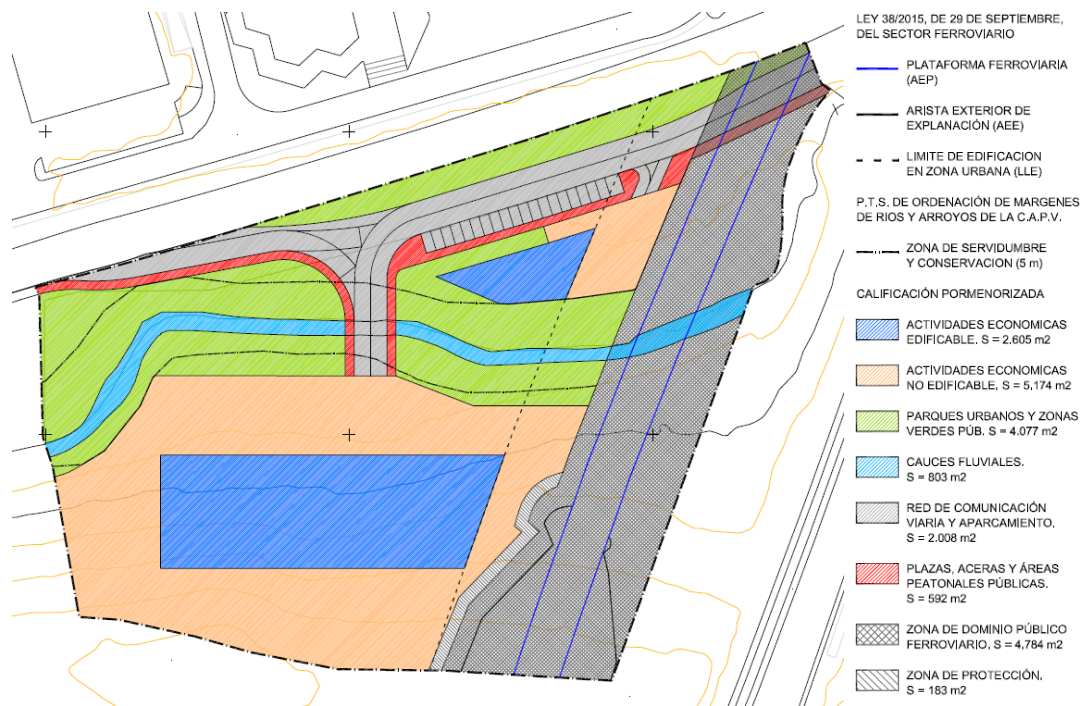 LEY 38/2015, DE 29 DE SEPTIEMBRE,
DEL SECTOR FERROVIARIO
PLATAFORMA FERROVIARIA
(AEP)
ARISTA EXTERIOR DE
EXPLANACIÓN (AEE)
LIMITE DE EDIFICACION
EN ZONA URBANA (LLE)
P.T.S. DE ORDENACIÓN DE MARGENES
DE RIOS Y ARROYOS DE LA C.A.P.V.
ZONA DE SERVIDUMBRE
Y CONSERVACION (5 m)
CALIFICACIÓN PORMENORIZADA
ACTIVIDADES ECONOMICAS
EDIFICABLE. S = 2.605 m2
ACTIVIDADES ECONOMICAS
NO EDIFICABLE, S = 5,174 m2
PARQUES URBANOS Y ZONAS
VERDES PÚB. S = 4.077 m2
CAUCES FLUVIALES.
S = 803 m2
RED DE COMUNICACIÓN
VIARIA Y APARCAMIENTO.
S = 2.008 m2
PLAZAS, ACERAS Y ÁREAS
PEATONALES PÚBLICAS.
S = 592 m2
ZONA DE DOMINIO PÚBLICO
FERROVIARIO. S = 4,784 m2
ZONA DE PROTECCIÓN.
S = 183 m2